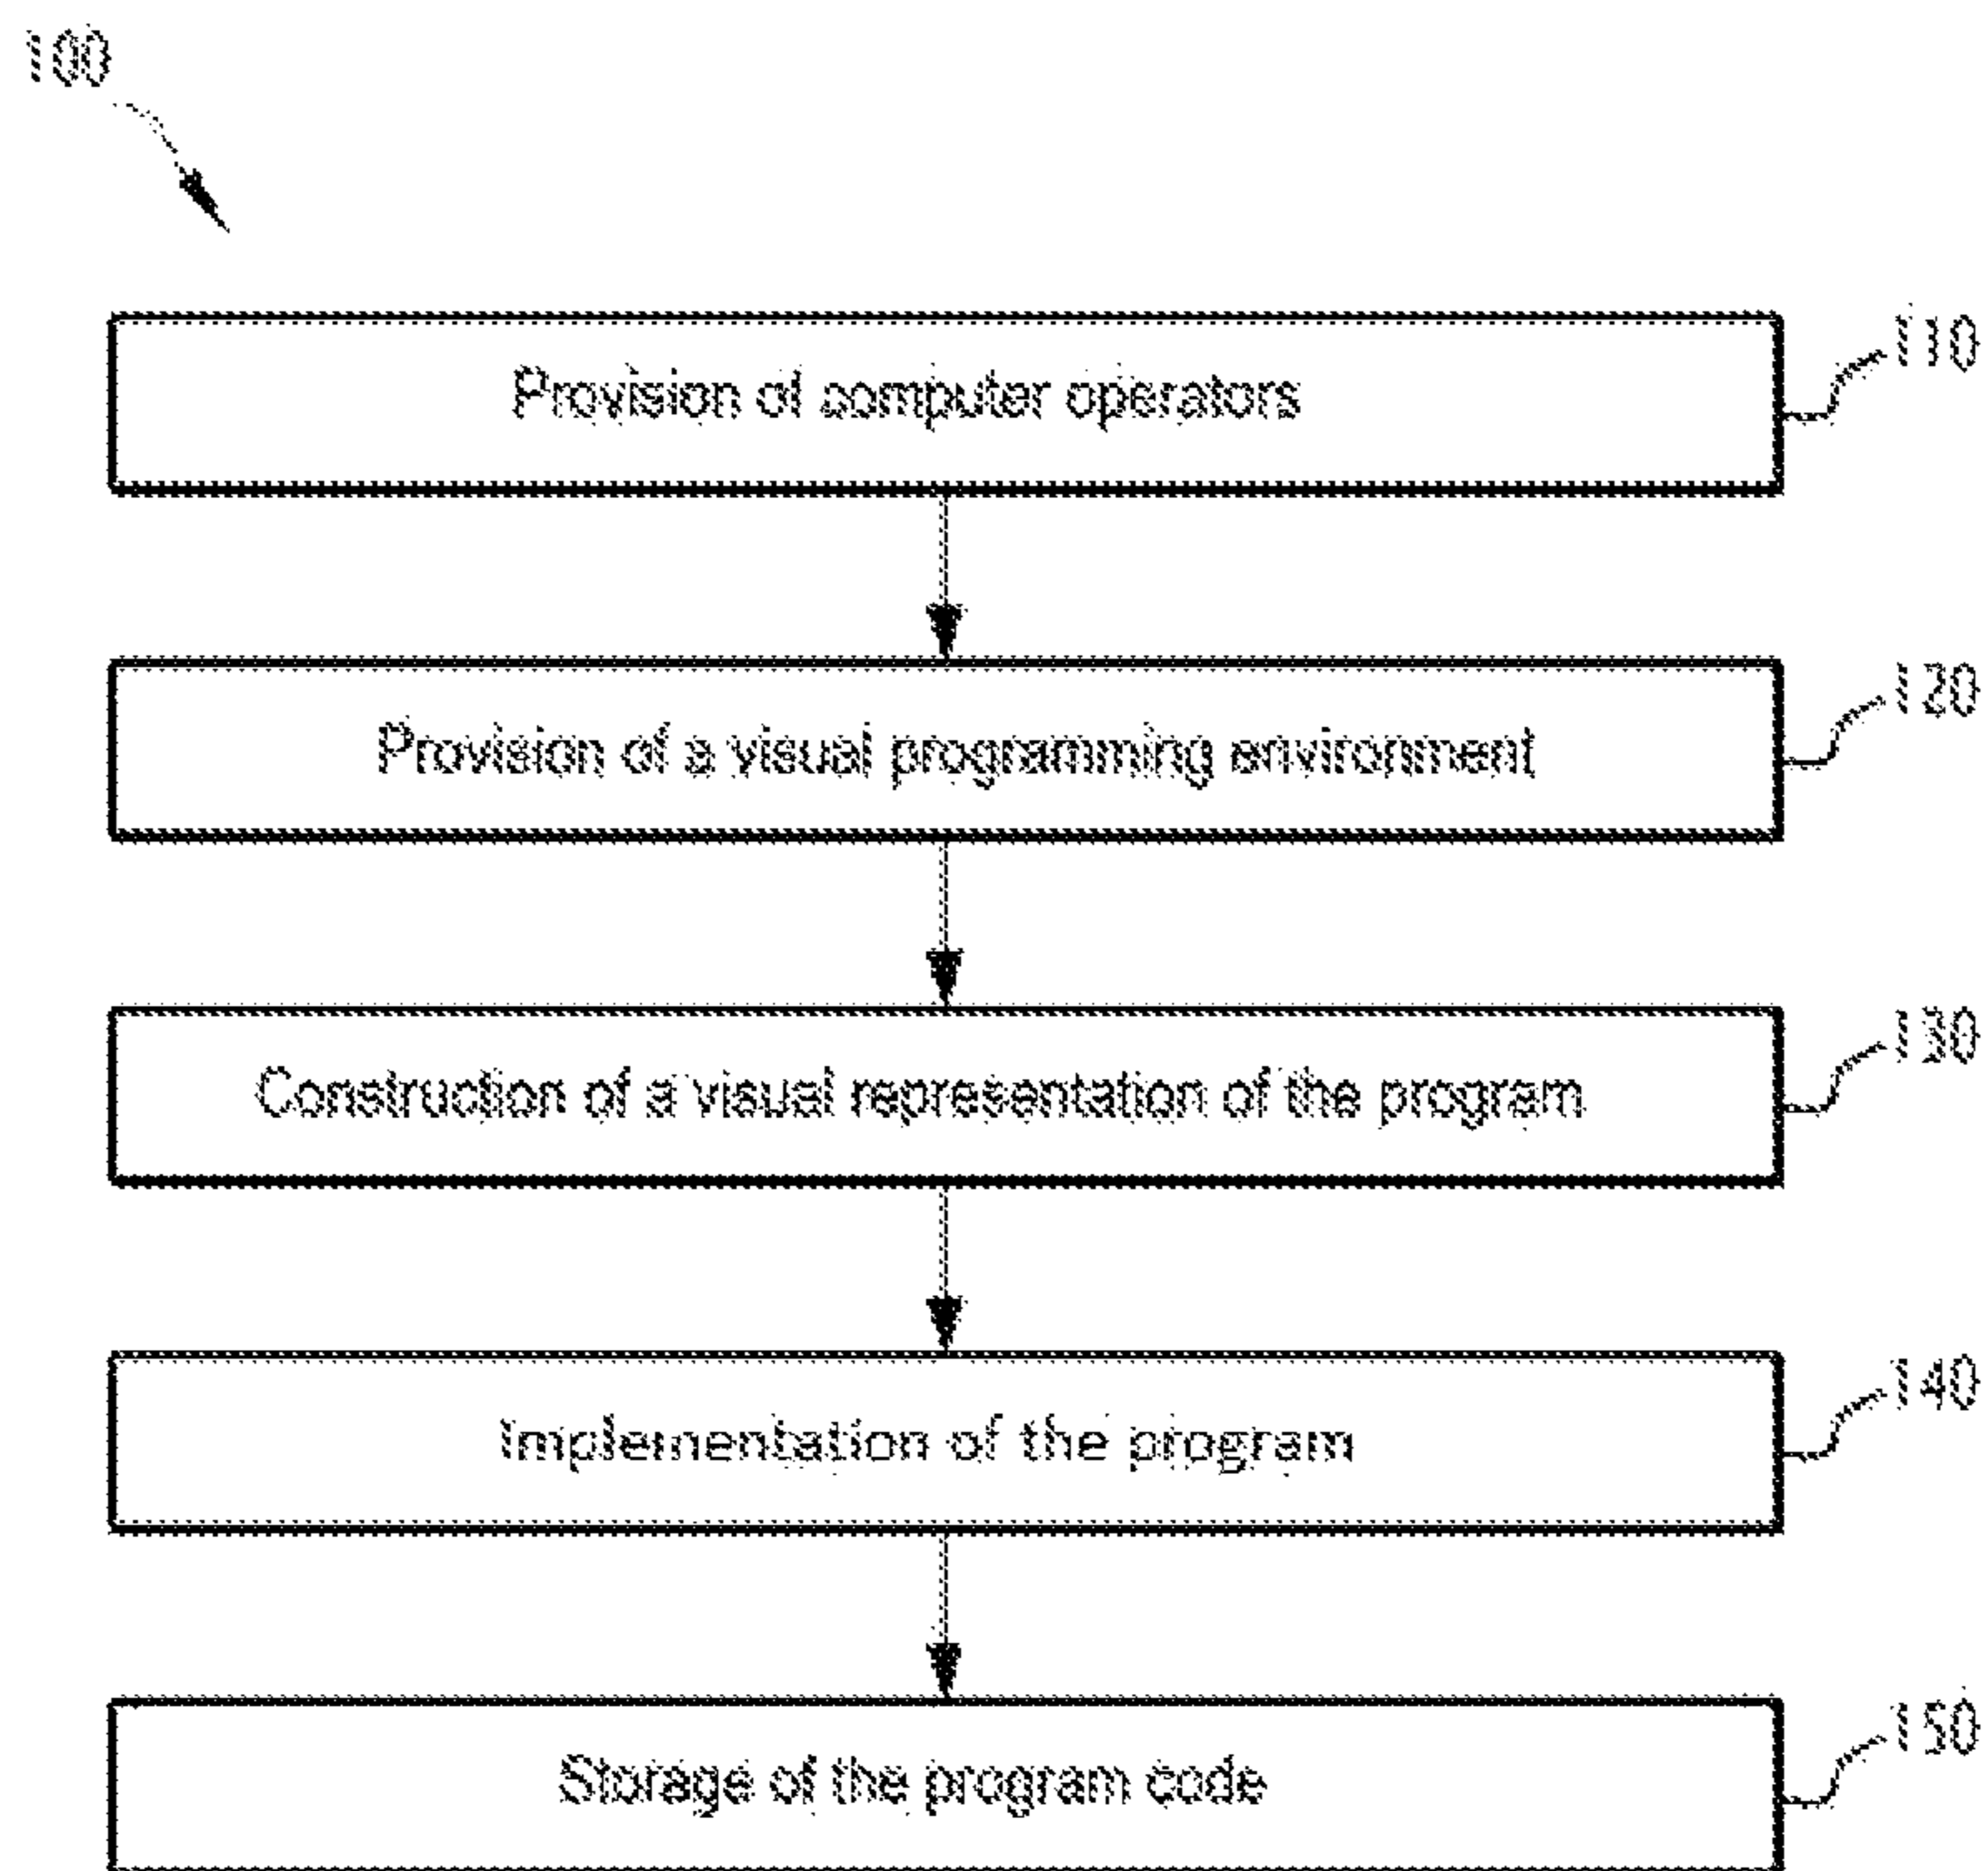 100
Provision of computer operators
110
Provision of a visual programming environment
120
Construction of a visual representation of the program
130
Implementation of the program
140
Storage of the program code
150